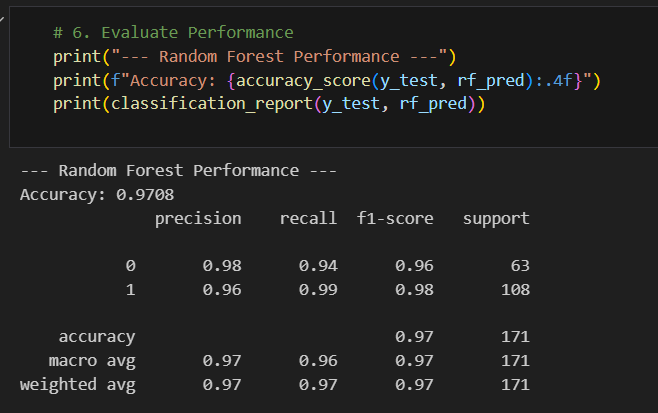 # 6. Evaluate Performance
print("--- Random Forest Performance ---")
print(f"Accuracy: {accuracy_score(y_test, rf_pred):.4f}")
print(classification_report(y_test, rf_pred))
--- Random Forest Performance ---
Accuracy: 0.9708
precision recall f1-score support
0 0.98 0.94 0.96 63
1 0.96 0.99 0.98 108
accuracy 0.97 171
macro avg 0.97 0.96 0.97 171
weighted avg 0.97 0.97 0.97 171